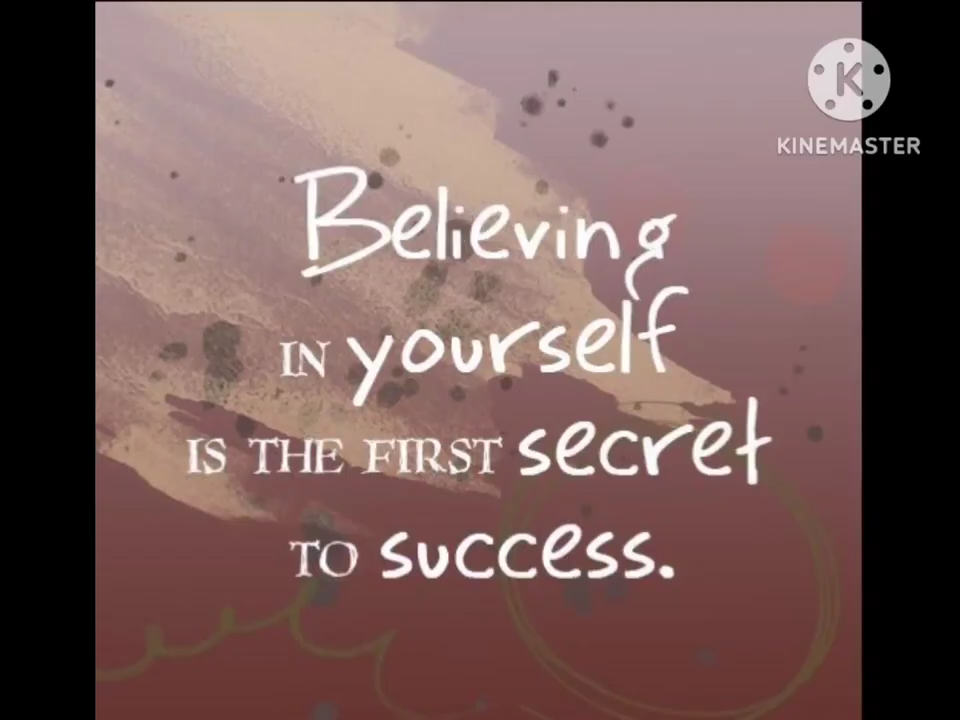 KINEMASTER
Believing
IN yourself
IS THE FIRST secret
TO success.